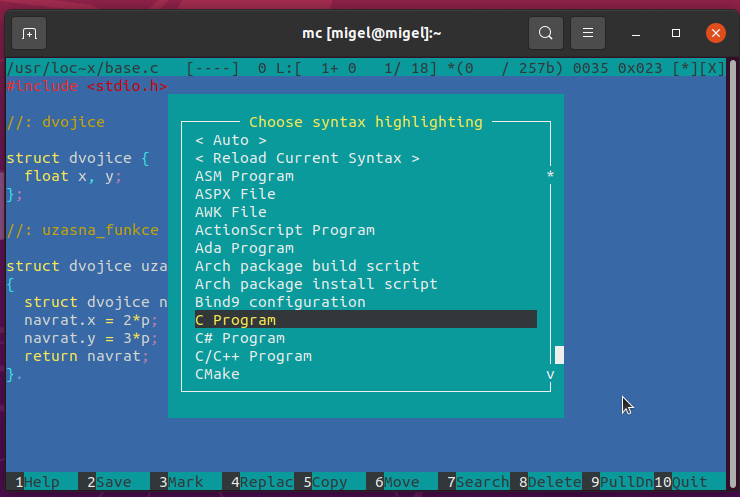 mc [migel@migel]:~
/usr/loc~x/base.c [----] 0 L:[ 1+ 0 1/ 18] *(0 / 257b) 0035 0x023 [*][X]
#include <stdio.h>
Choose syntax highlighting
//: dvojice
< Auto >
struct dvojice {
< Reload Current Syntax >
float x, y;
ASM Program *
};
ASPX File
AWK File
//: uzasna_funkce
ActionScript Program
Ada Program
struct dvojice uza
Arch package build script
{
Arch package install script
struct dvojice n
Bind9 configuration
navrat.x = 2*p;
C Program
navrat.y = 3*p;
C# Program
return navrat;
C/C++ Program
}.
CMake v
1Help 2Save 3Mark 4Replac 5Copy 6Move 7Search 8Delete 9PullDn 10Quit